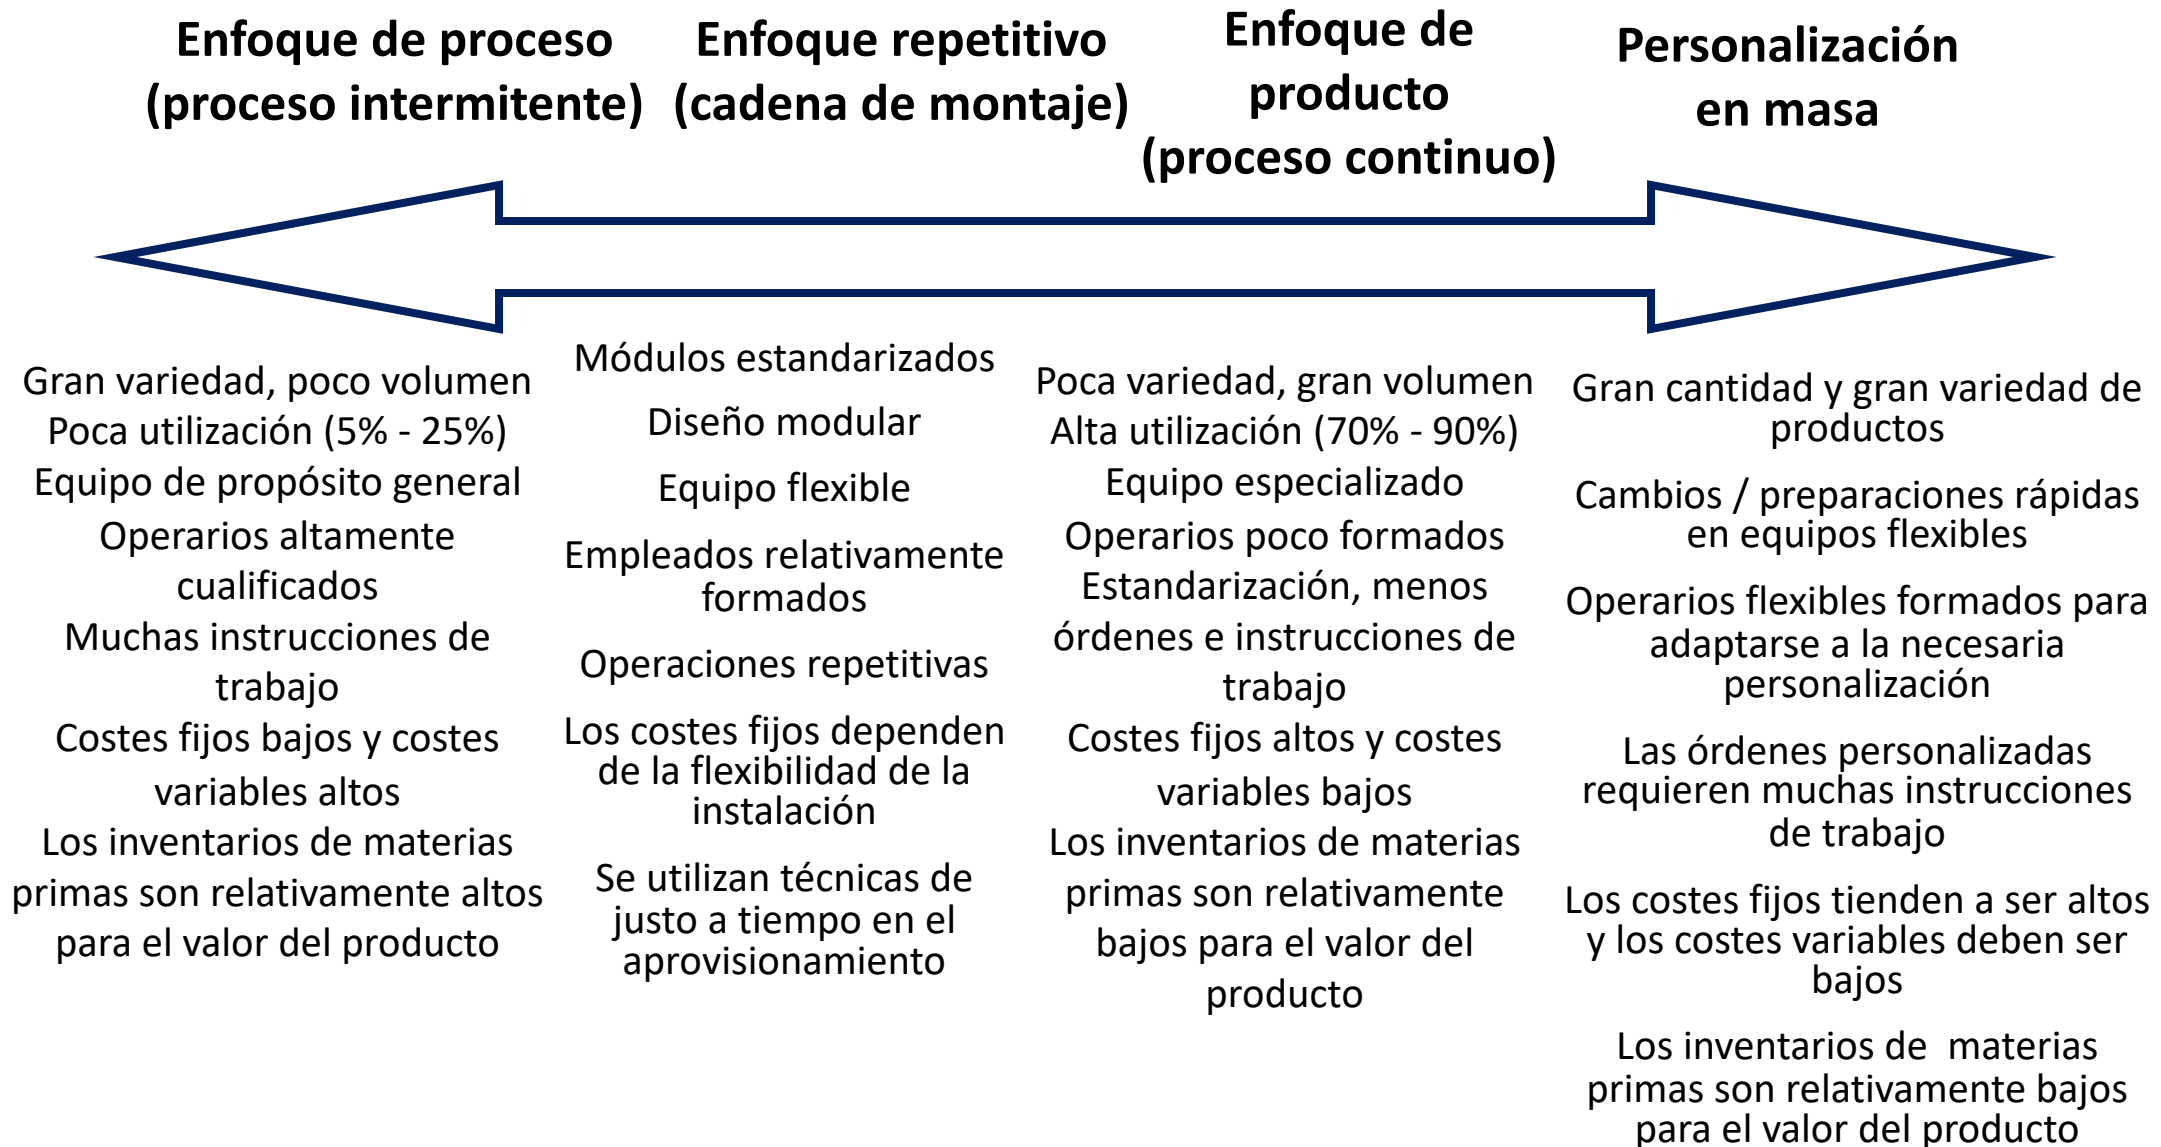 Enfoque de proceso
(proceso intermitente)
Enfoque repetitivo
(cadena de montaje)
Enfoque de
producto
(proceso continuo)
Personalización
en masa
Gran variedad, poco volumen
Poca utilización (5% - 25%)
Equipo de propósito general
Operarios altamente
cualificados
Muchas instrucciones de
trabajo
Costes fijos bajos y costes
variables altos
Los inventarios de materias
primas son relativamente altos
para el valor del producto
Módulos estandarizados
Diseño modular
Equipo flexible
Empleados relativamente
formados
Operaciones repetitivas
Los costes fijos dependen
de la flexibilidad de la
instalación
Se utilizan técnicas de
justo a tiempo en el
aprovisionamiento
Poca variedad, gran volumen
Alta utilización (70% - 90%)
Equipo especializado
Operarios poco formados
Estandarización, menos
órdenes e instrucciones de
trabajo
Costes fijos altos y costes
variables bajos
Los inventarios de materias
primas son relativamente
bajos para el valor del
producto
Gran cantidad y gran variedad de
productos
Cambios / preparaciones rápidas
en equipos flexibles
Operarios flexibles formados para
adaptarse a la necesaria
personalización
Las órdenes personalizadas
requieren muchas instrucciones
de trabajo
Los costes fijos tienden a ser altos
y los costes variables deben ser
bajos
Los inventarios de  materias
primas son relativamente bajos
para el valor del producto